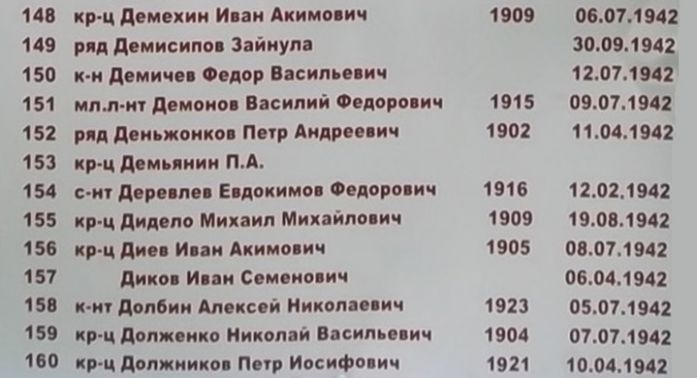 148 кр-ц Демехин Иван Акимович 1909 06.07.1942
149 ряд Демисипов Зайнула 30.09.1942
150 к-н Демичев Федор Васильевич 12.07.1942
151 мл.л-нт Демонов Василий Федорович 1915 09.07.1942
152 ряд Деньжонков Петр Андреевич 1902 11.04.1942
153 кр-ц Демьянин П.А.
154 с-нт Деревлев Евдокимов Федорович 1916 12.02.1942
155 кр-ц Дидело Михаил Михайлович 1909 19.08.1942
156 кр-ц Диев Иван Акимович 1905 08.07.1942
157 Диков Иван Семенович 06.04.1942
158 к-нт Долбин Алексей Николаевич 1923 05.07.1942
159 кр-ц Долженко Николай Васильевич 1904 07.07.1942
160 кр-ц Должников Петр Иосифович 1921 10.04.1942